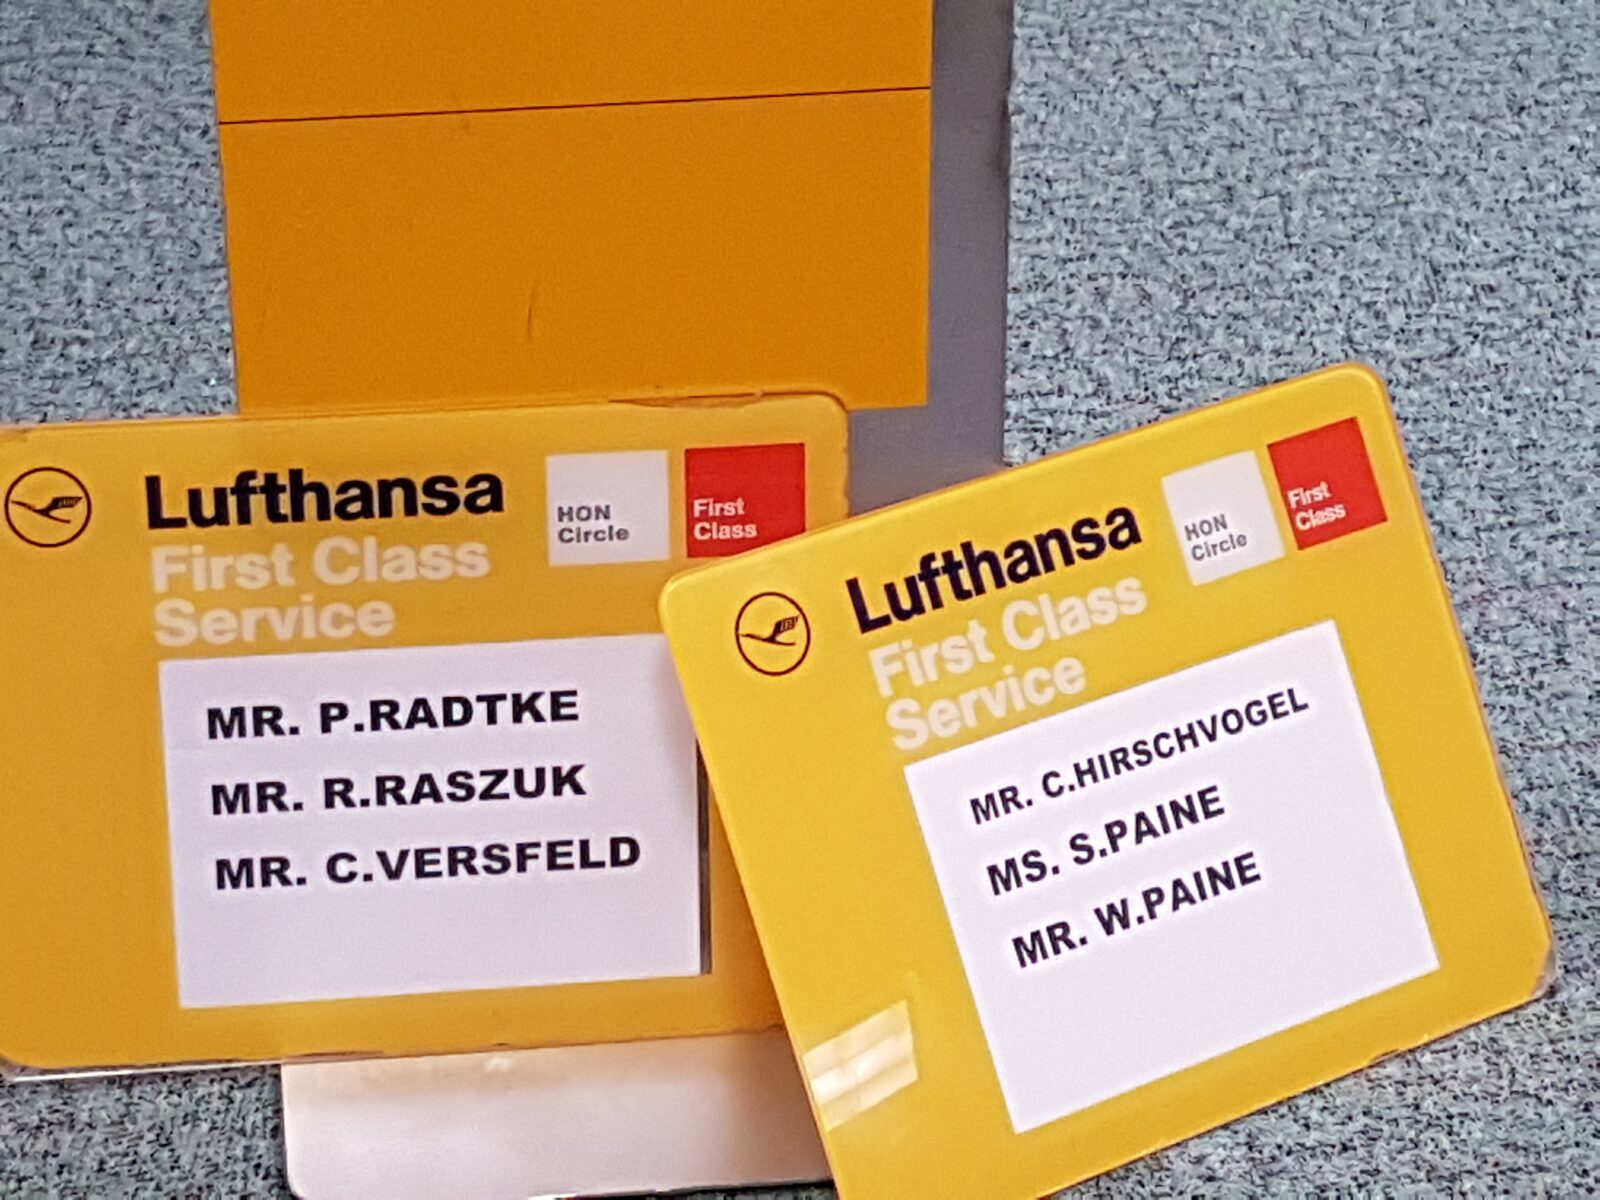 Lufthansa
First Class
Service
HON
Circle
First
Class
MR. P.RADTKE
MR. R.RASZUK
MR. C.VERSFELD
Lufthansa
First Class
Service
HON
Circle
First
Class
MR. C.HIRSCHVOGEL
MS. S.PAINE
MR. W.PAINE